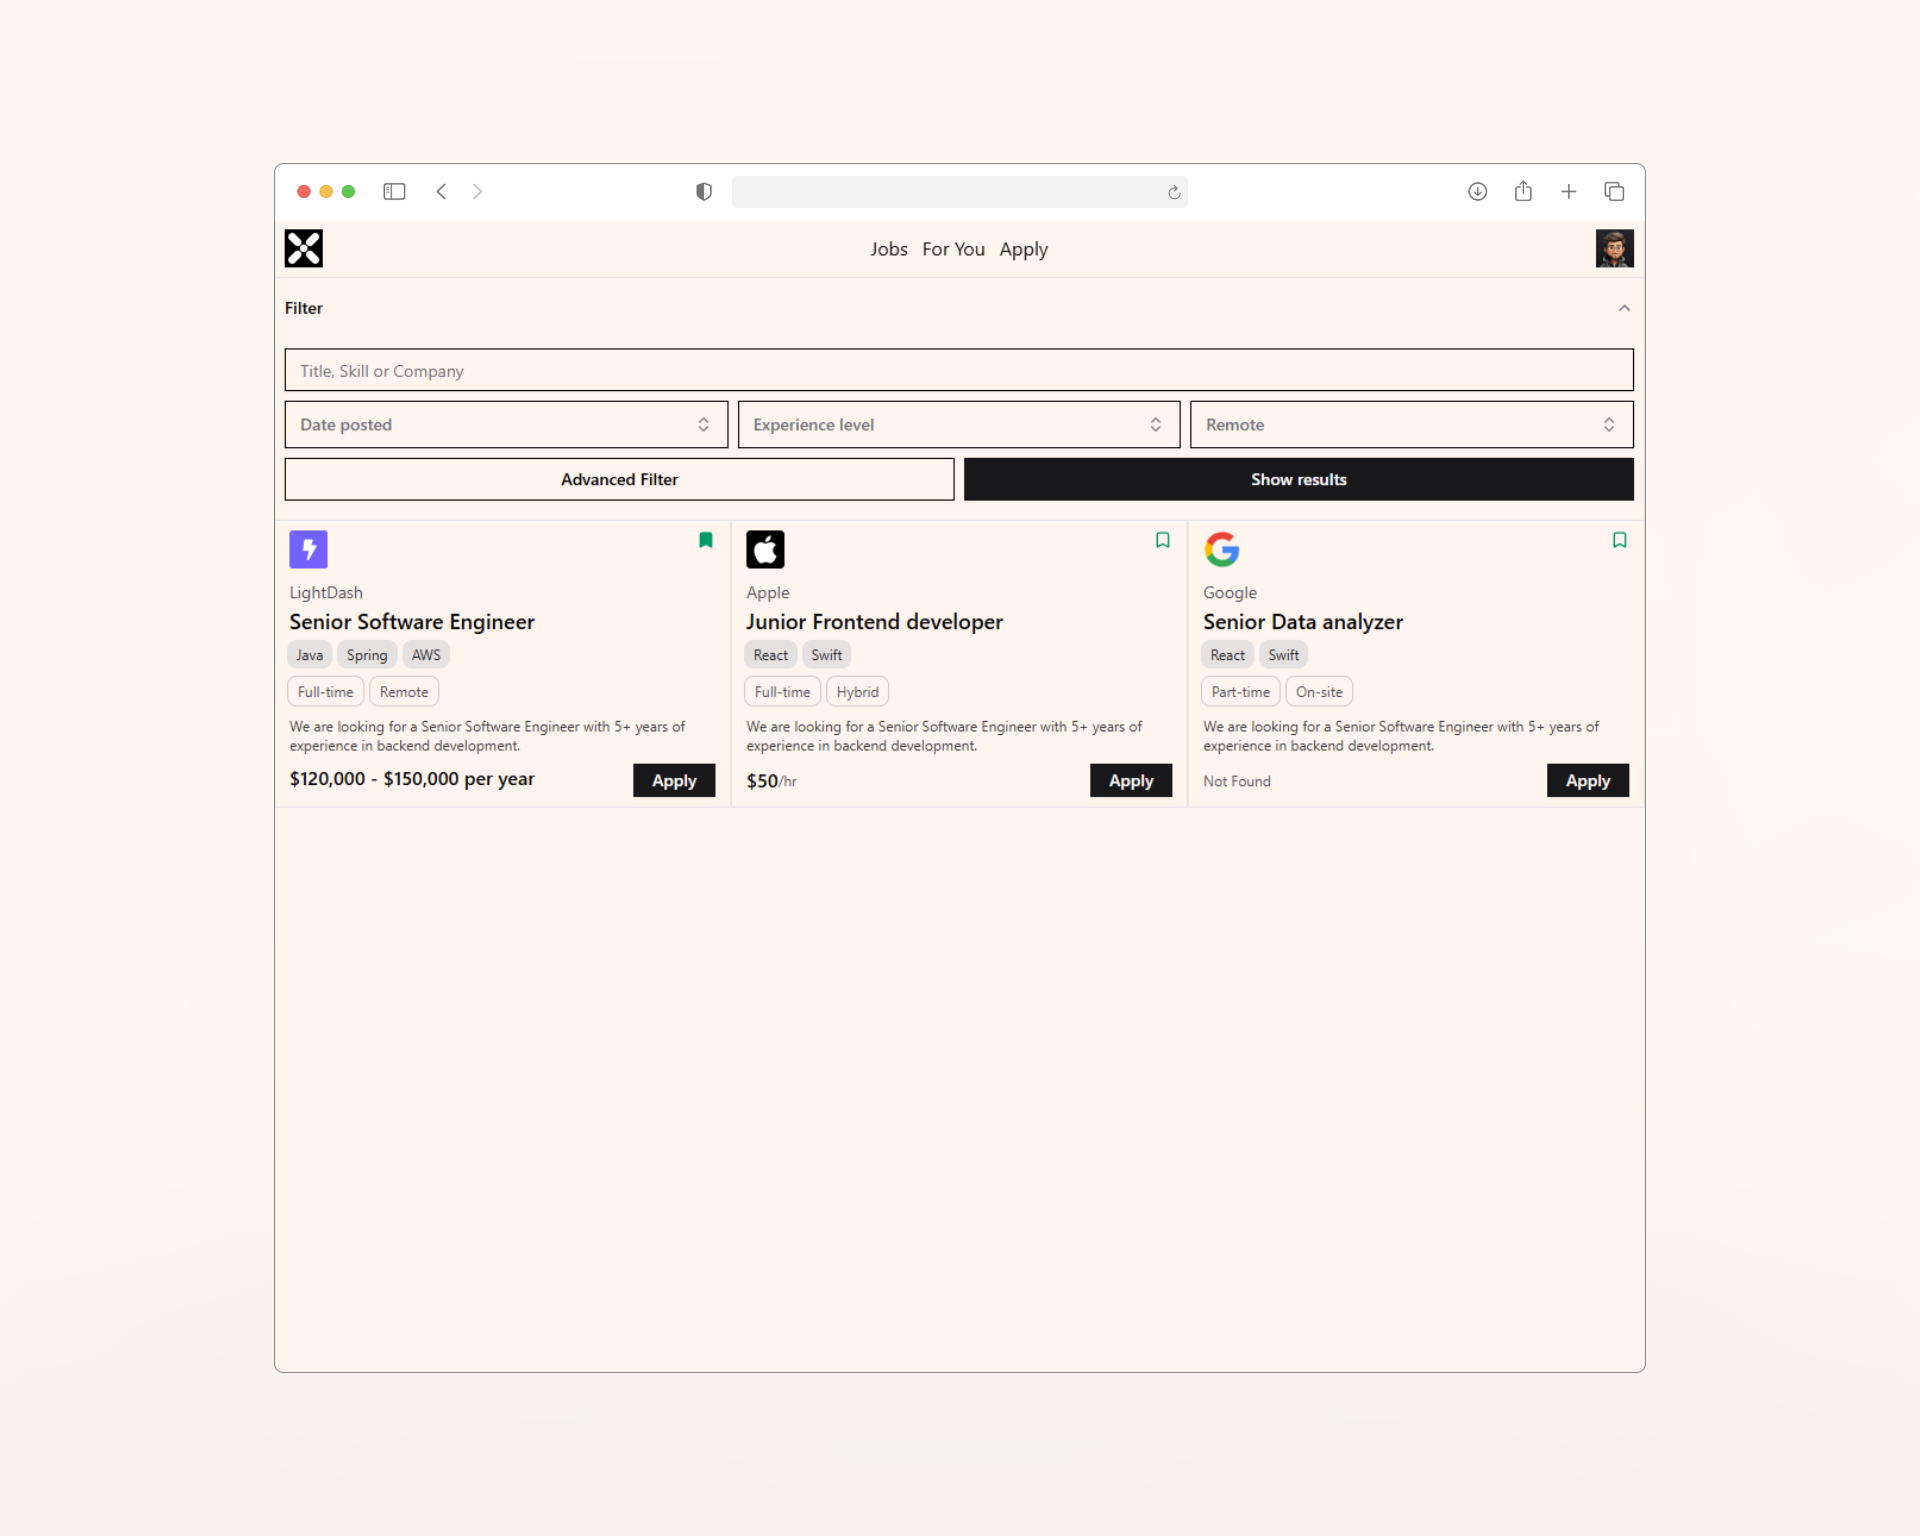 Jobs For You Apply
Filter
Title, Skill or Company
Date posted
Experience level
Remote
Advanced Filter
Show results
LightDash
Senior Software Engineer
Java Spring AWS
Full-time Remote
We are looking for a Senior Software Engineer with 5+ years of
experience in backend development.
$120,000 - $150,000 per year
Apply
Apple
Junior Frontend developer
React Swift
Full-time Hybrid
We are looking for a Senior Software Engineer with 5+ years of
experience in backend development.
$50/hr
Apply
Google
Senior Data analyzer
React Swift
Part-time On-site
We are looking for a Senior Software Engineer with 5+ years of
experience in backend development.
Not Found
Apply